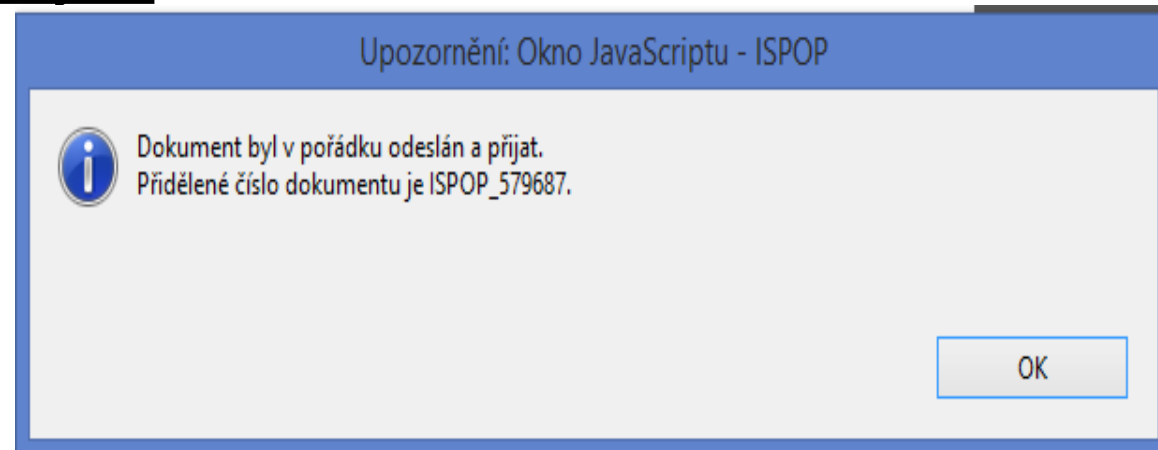 Upozornění: Okno JavaScriptu - ISPOP
Dokument byl v pořádku odeslán a přijat.
Přidělené číslo dokumentu je ISPOP_579687.
OK